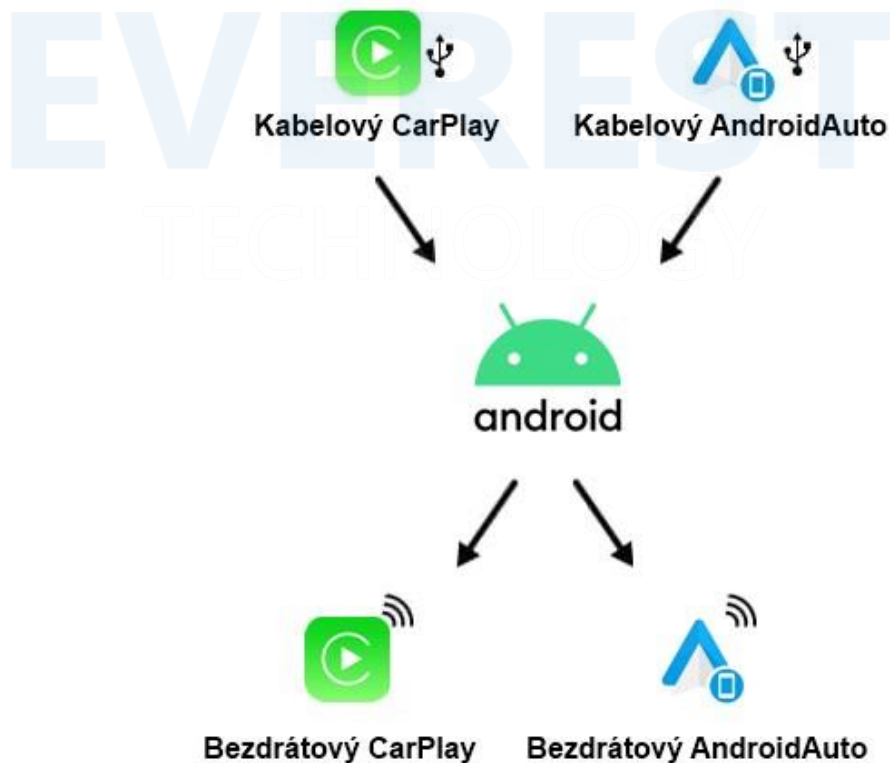 EVEREST
TECHNOLOGY
Kabelový CarPlay
Kabelový AndroidAuto
android
Bezdrátový CarPlay
Bezdrátový AndroidAuto